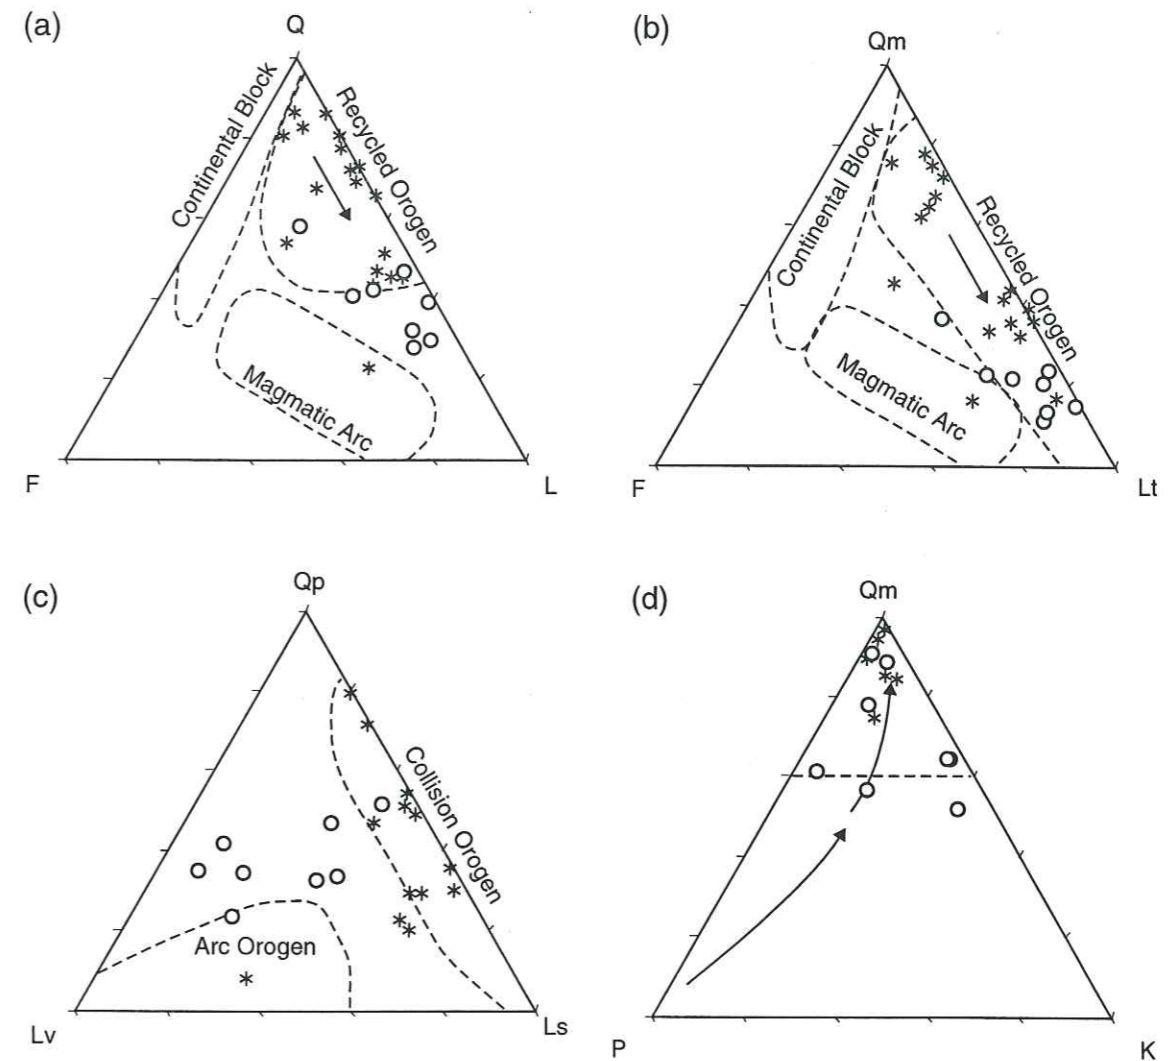 (a)
Q
Continental Block
Recycled Orogen
Magmatic Arc
F
L
(b)
Qm
Continental Block
Recycled Orogen
Magmatic Arc
F
Lt
(c)
Qp
Collision Orogen
Arc Orogen
Lv
Ls
(d)
Qm
P
K